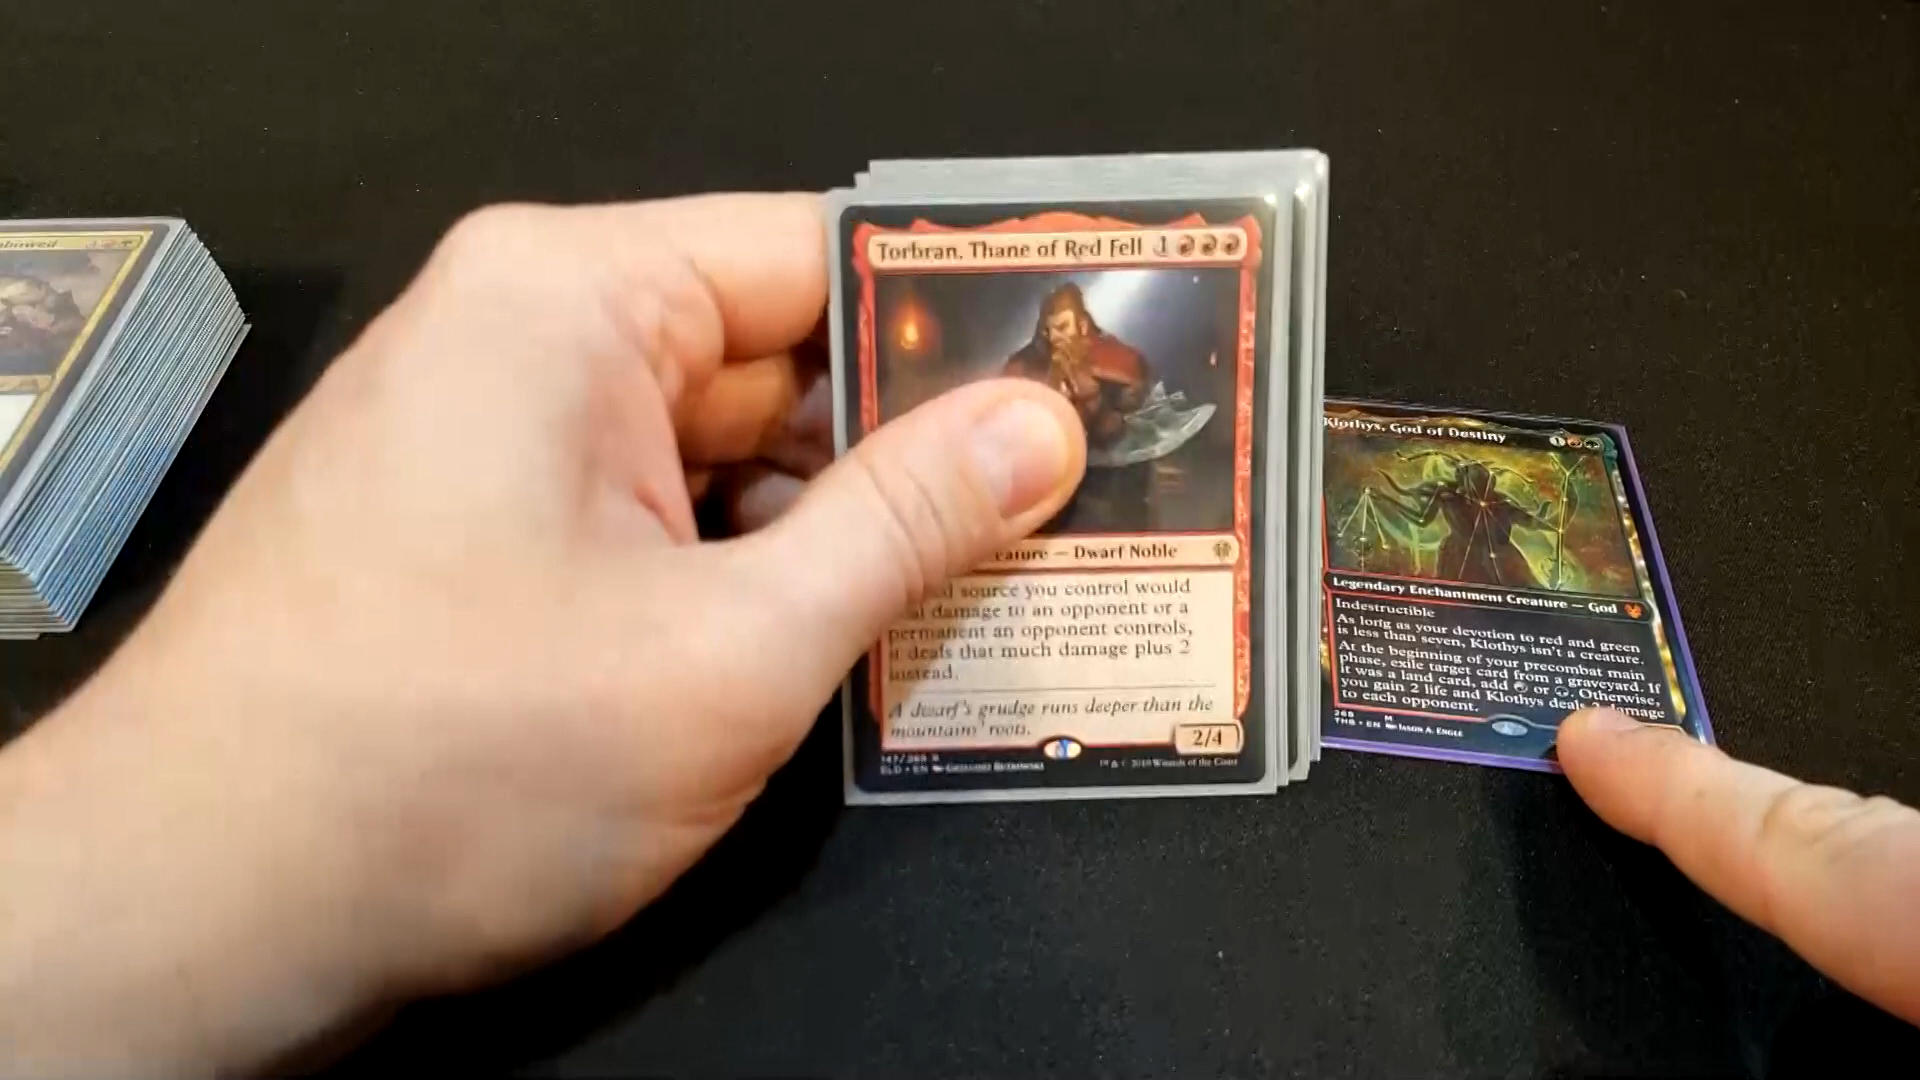 Torbran, Thane of Red Fell 1
eature — Dwarf Noble
source you control would
damage to an opponent or a
permanent an opponent controls,
it deals that much damage plus 2
instead.
A dwarf's grudge runs deeper than the
mountains' roots.
2/4
ELD • EN
Klothys, God of Destiny 1
Legendary Enchantment Creature — God
Indestructible
As long as your devotion to red and green
is less than seven, Klothys isn't a creature.
At the beginning of your precombat main
phase, exile target card from a graveyard. If
it was a land card, add or . Otherwise,
you gain 2 life and Klothys deals 2 damage
to each opponent.
268 M
THB • EN Jason A. Engle